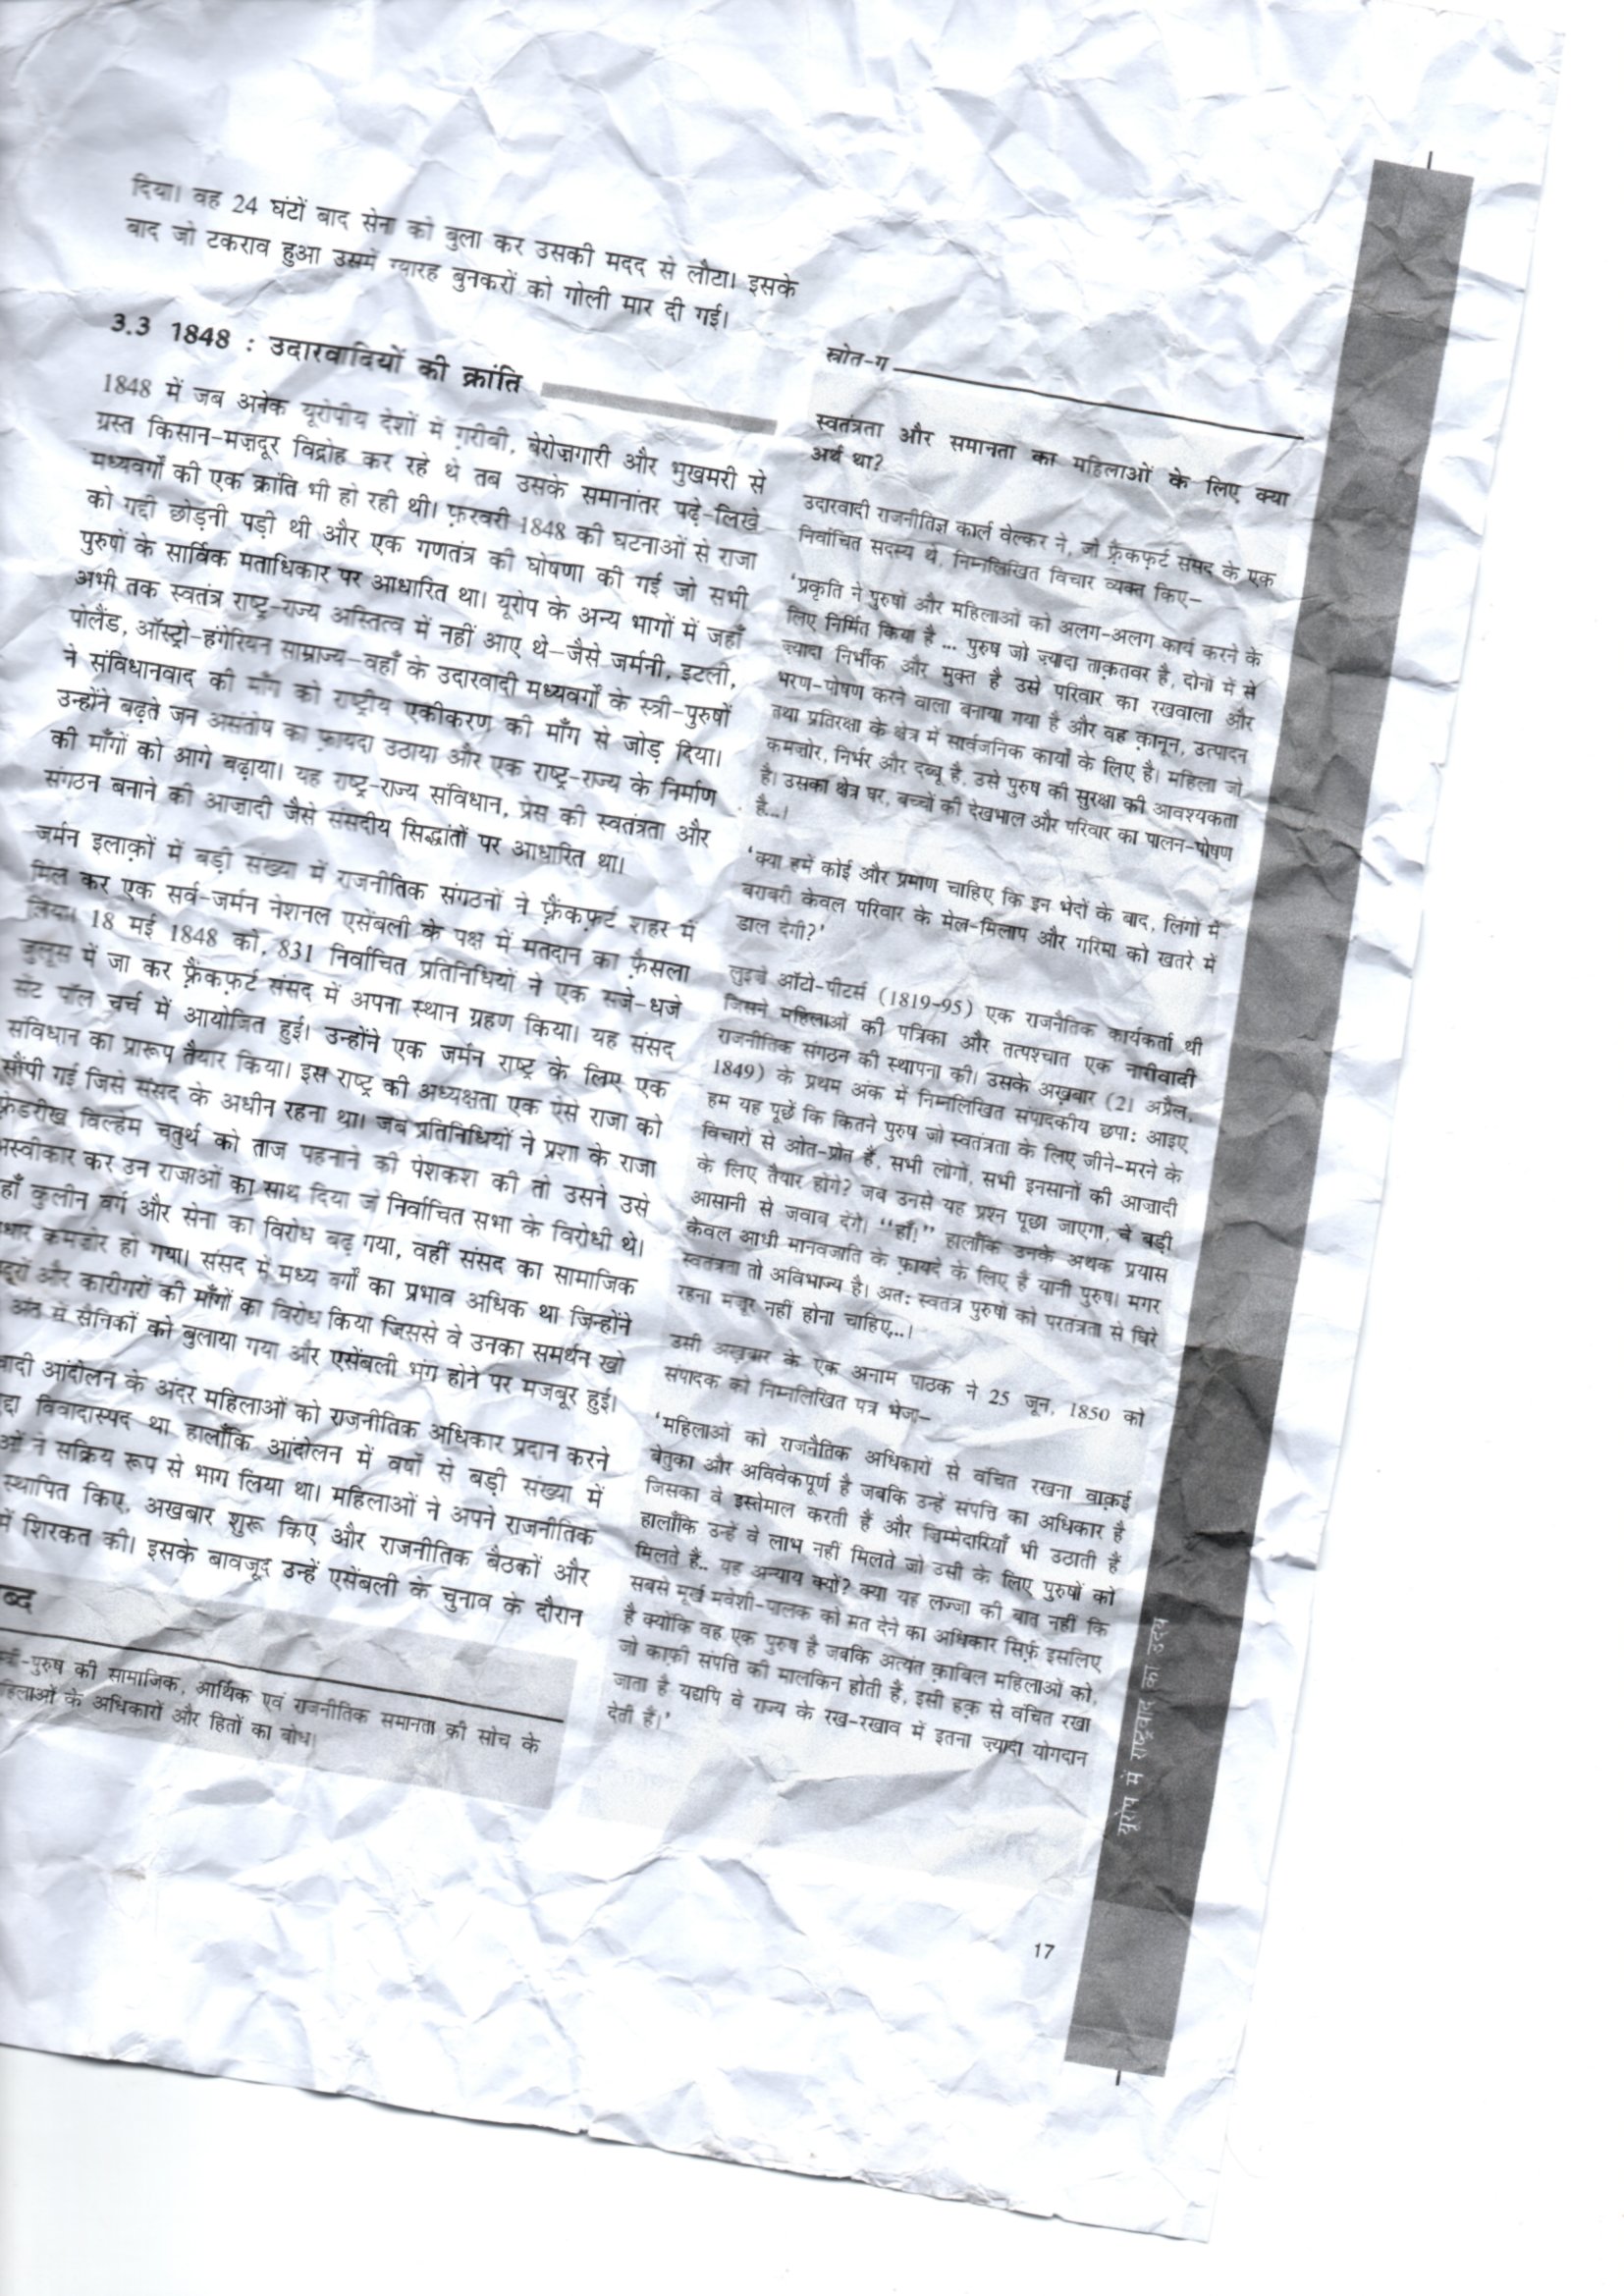 दिया। वह 24 घंटों बाद सेना को बुला कर उसकी मदद से लौटा। इसके
बाद जो टकराव हुआ उसमें ग्यारह बुनकरों को गोली मार दी गई।
3.3 1848 : उदारवादियों की क्रांति
1848 में जब अनेक यूरोपीय देशों में ग़रीबी, बेरोज़गारी और भुखमरी से
ग्रस्त किसान-मज़दूर विद्रोह कर रहे थे तब उसके समानांतर पढ़े-लिखे
मध्यवर्गों की एक क्रांति भी हो रही थी। फ़रवरी 1848 की घटनाओं से राजा
को गद्दी छोड़नी पड़ी थी और एक गणतंत्र की घोषणा की गई जो सभी
पुरुषों के सार्विक मताधिकार पर आधारित था। यूरोप के अन्य भागों में जहाँ
अभी तक स्वतंत्र राष्ट्र-राज्य अस्तित्व में नहीं आए थे–जैसे जर्मनी, इटली,
पोलैंड, ऑस्ट्रो-हंगेरियन साम्राज्य–वहाँ के उदारवादी मध्यवर्गों के स्त्री-पुरुषों
ने संविधानवाद की माँग को राष्ट्रीय एकीकरण की माँग से जोड़ दिया।
उन्होंने बढ़ते जन असंतोष का फ़ायदा उठाया और एक राष्ट्र-राज्य के निर्माण
की माँगों को आगे बढ़ाया। यह राष्ट्र-राज्य संविधान, प्रेस की स्वतंत्रता और
संगठन बनाने की आज़ादी जैसे संसदीय सिद्धांतों पर आधारित था।
जर्मन इलाक़ों में बड़ी संख्या में राजनीतिक संगठनों ने फ़्रैंकफ़र्ट शहर में
मिल कर एक सर्व-जर्मन नेशनल एसेंबली के पक्ष में मतदान का फ़ैसला
लिया। 18 मई 1848 को, 831 निर्वाचित प्रतिनिधियों ने एक सजे-धजे
जुलूस में जा कर फ़्रैंकफ़र्ट संसद में अपना स्थान ग्रहण किया। यह संसद
सेंट पॉल चर्च में आयोजित हुई। उन्होंने एक जर्मन राष्ट्र के लिए एक
संविधान का प्रारूप तैयार किया। इस राष्ट्र की अध्यक्षता एक ऐसे राजा को
सौंपी गई जिसे संसद के अधीन रहना था। जब प्रतिनिधियों ने प्रशा के राजा
फ़्रेडरीख विल्हेम चतुर्थ को ताज पहनाने की पेशकश की तो उसने उसे
कर उन राजाओं का साथ दिया जो निर्वाचित सभा के विरोधी थे।
कुलीन वर्ग और सेना का विरोध बढ़ गया, वहीं संसद का सामाजिक
कमज़ोर हो गया। संसद में मध्य वर्गों का प्रभाव अधिक था जिन्होंने
और कारीगरों की माँगों का विरोध किया जिससे वे उनका समर्थन खो
अंत में सैनिकों को बुलाया गया और एसेंबली भंग होने पर मजबूर हुई।
आंदोलन के अंदर महिलाओं को राजनीतिक अधिकार प्रदान करने
विवादास्पद था हालाँकि आंदोलन में वर्षों से बड़ी संख्या में
ने सक्रिय रूप से भाग लिया था। महिलाओं ने अपने राजनीतिक
स्थापित किए, अखबार शुरू किए और राजनीतिक बैठकों और
में शिरकत की। इसके बावजूद उन्हें एसेंबली के चुनाव के दौरान
ब्द
-पुरुष की सामाजिक, आर्थिक एवं राजनीतिक समानता की सोच के
के अधिकारों और हितों का बोध।
स्रोत-ग
स्वतंत्रता और समानता का महिलाओं के लिए क्या
अर्थ था?
उदारवादी राजनीतिज्ञ कार्ल वेल्कर ने, जो फ़्रैंकफ़र्ट संसद के एक
निर्वाचित सदस्य थे, निम्नलिखित विचार व्यक्त किए–
‘प्रकृति ने पुरुषों और महिलाओं को अलग-अलग कार्य करने के
लिए निर्मित किया है ... पुरुष जो ज़्यादा ताक़तवर है, दोनों में से
ज़्यादा निर्भीक और मुक्त है उसे परिवार का रखवाला और
भरण-पोषण करने वाला बनाया गया है और वह क़ानून, उत्पादन
तथा प्रतिरक्षा के क्षेत्र में सार्वजनिक कार्यों के लिए है। महिला जो
कमज़ोर, निर्भर और दब्बू है, उसे पुरुष की सुरक्षा की आवश्यकता
है। उसका क्षेत्र घर, बच्चों की देखभाल और परिवार का पालन-पोषण
है...।
‘क्या हमें कोई और प्रमाण चाहिए कि इन भेदों के बाद, लिंगों में
बराबरी केवल परिवार के मेल-मिलाप और गरिमा को खतरे में
डाल देगी?’
लुइज़े ऑटो-पीटर्स (1819-95) एक राजनैतिक कार्यकर्ता थी
जिसने महिलाओं की पत्रिका और तत्पश्चात एक नारीवादी
राजनीतिक संगठन की स्थापना की। उसके अख़बार (21 अप्रैल,
1849) के प्रथम अंक में निम्नलिखित संपादकीय छपा: आइए
हम यह पूछें कि कितने पुरुष जो स्वतंत्रता के लिए जीने-मरने के
विचारों से ओत-प्रोत हैं, सभी लोगों, सभी इनसानों की आज़ादी
के लिए तैयार होंगे? जब उनसे यह प्रश्न पूछा जाएगा, वे बड़ी
आसानी से जवाब देंगे। “हाँ!” हालाँकि उनके अथक प्रयास
केवल आधी मानवजाति के फ़ायदे के लिए हैं यानी पुरुष। मगर
स्वतंत्रता तो अविभाज्य है। अत: स्वतंत्र पुरुषों को परतंत्रता से घिरे
रहना मंज़ूर नहीं होना चाहिए...।
उसी अख़बार के एक अनाम पाठक ने 25 जून, 1850 को
संपादक को निम्नलिखित पत्र भेजा–
‘महिलाओं को राजनैतिक अधिकारों से वंचित रखना वाक़ई
बेतुका और अविवेकपूर्ण है जबकि उन्हें संपत्ति का अधिकार है
जिसका वे इस्तेमाल करती हैं और ज़िम्मेदारियाँ भी उठाती हैं
हालाँकि उन्हें वे लाभ नहीं मिलते जो उसी के लिए पुरुषों को
मिलते हैं.. यह अन्याय क्यों? क्या यह लज्जा की बात नहीं कि
सबसे मूर्ख मवेशी-पालक को मत देने का अधिकार सिर्फ़ इसलिए
है क्योंकि वह एक पुरुष है जबकि अत्यंत क़ाबिल महिलाओं को,
जो काफ़ी संपत्ति की मालकिन होती हैं, इसी हक़ से वंचित रखा
जाता है यद्यपि वे राज्य के रख-रखाव में इतना ज़्यादा योगदान
देती हैं।’
यूरोप में राष्ट्रवाद का उदय
17